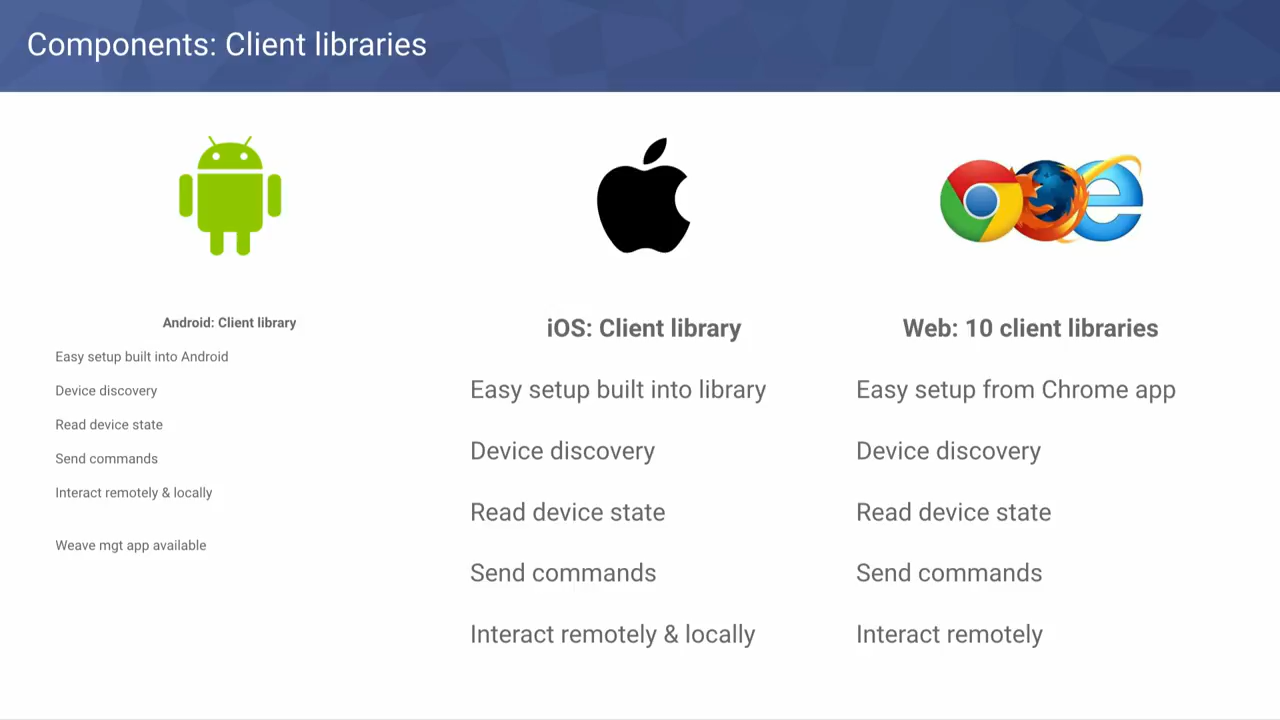 Components: Client libraries
Android: Client library
Easy setup built into Android
Device discovery
Read device state
Send commands
Interact remotely & locally
Weave mgt app available
iOS: Client library
Easy setup built into library
Device discovery
Read device state
Send commands
Interact remotely & locally
Web: 10 client libraries
Easy setup from Chrome app
Device discovery
Read device state
Send commands
Interact remotely